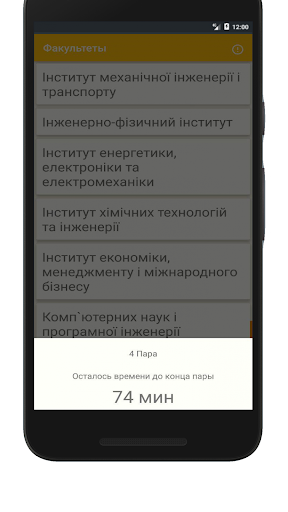 12:00
Факультеты
Інститут механічної інженерії і
транспорту
Інженерно-фізичний інститут
Інститут енергетики,
електроніки та
електромеханіки
Інститут хімічних технологій
та інженерії
Інститут економіки,
менеджменту і міжнародного
бізнесу
Комп`ютерних наук і
програмної інженерії
4 Пара
Осталось времени до конца пары
74 мин